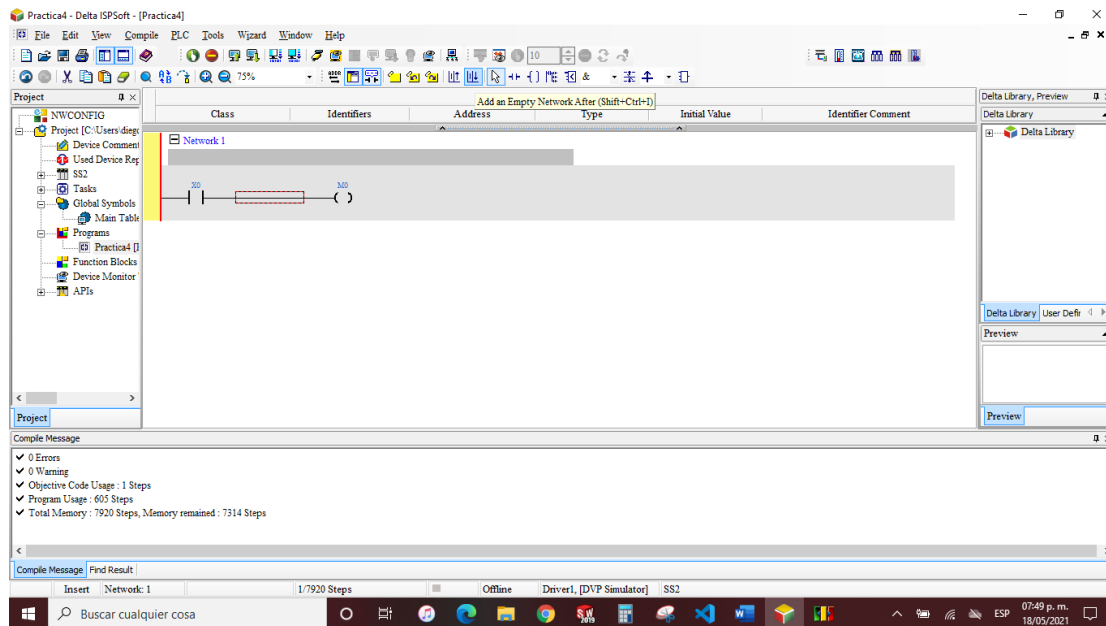 Practica4 - Delta ISPSoft - [Practica4]
File Edit View Compile PLC Tools Wizard Window Help
10
75%
&
Project
NWCONFIG
Project [C:\Users\diego
Device Comment
Used Device Rep
SS2
Tasks
Global Symbols
Main Table
Programs
Practica4 [P
Function Blocks
Device Monitor
APIs
Project
Add an Empty Network After (Shift+Ctrl+I)
Class Identifiers Address Type Initial Value Identifier Comment
Network 1
X0 M0
Delta Library, Preview
Delta Library
Delta Library
Delta Library User Defir
Preview
Preview
Compile Message
0 Errors
0 Warning
Objective Code Usage : 1 Steps
Program Usage : 605 Steps
Total Memory : 7920 Steps, Memory remained : 7314 Steps
Compile Message Find Result
Insert Network: 1 1/7920 Steps Offline Driver1, [DVP Simulator] SS2
Buscar cualquier cosa
SW
2019
ESP
07:49 p. m.
18/05/2021